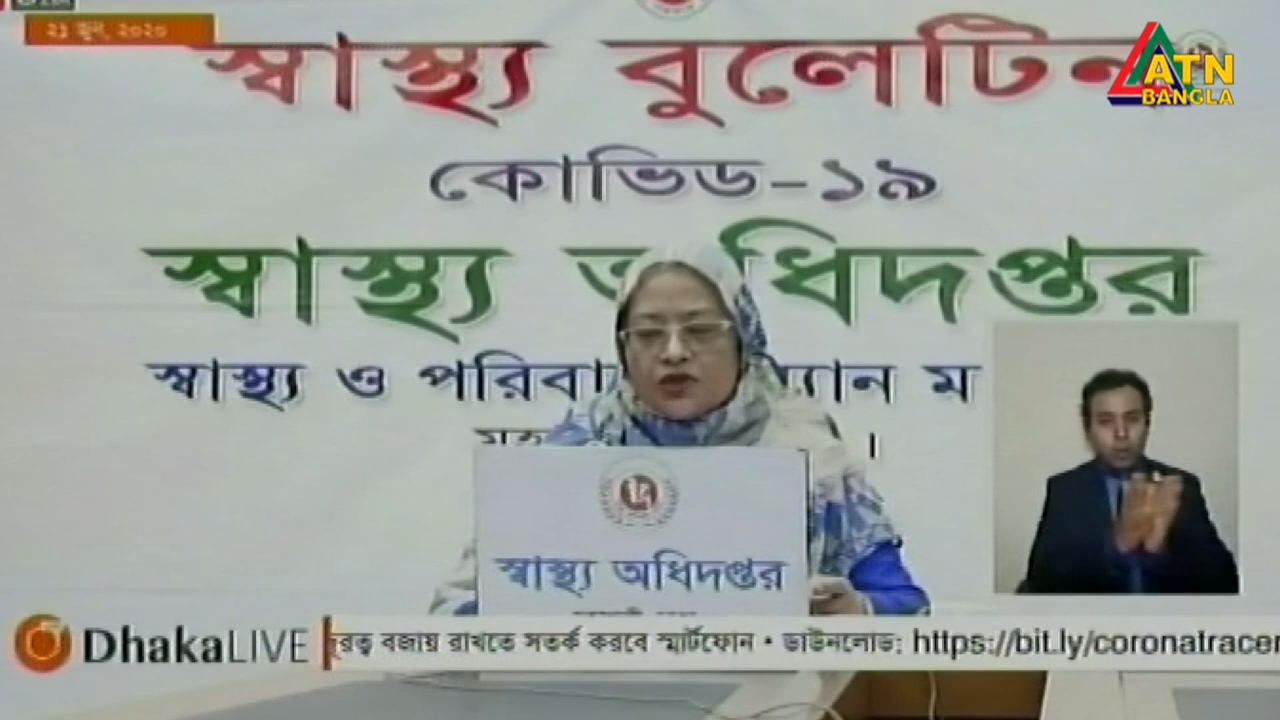 ২১ জুন, ২০২০
স্বাস্থ্য বুলেটিন
ATN
BANGLA
কোভিড-১৯
স্বাস্থ্য অধিদপ্তর
স্বাস্থ্য ও পরিবা ম
স্বাস্থ্য অধিদপ্তর
DhakaLIVE
দূরত্ব বজায় রাখতে সতর্ক করবে স্মার্টফোন • ডাউনলোড: https://bit.ly/coronatracer